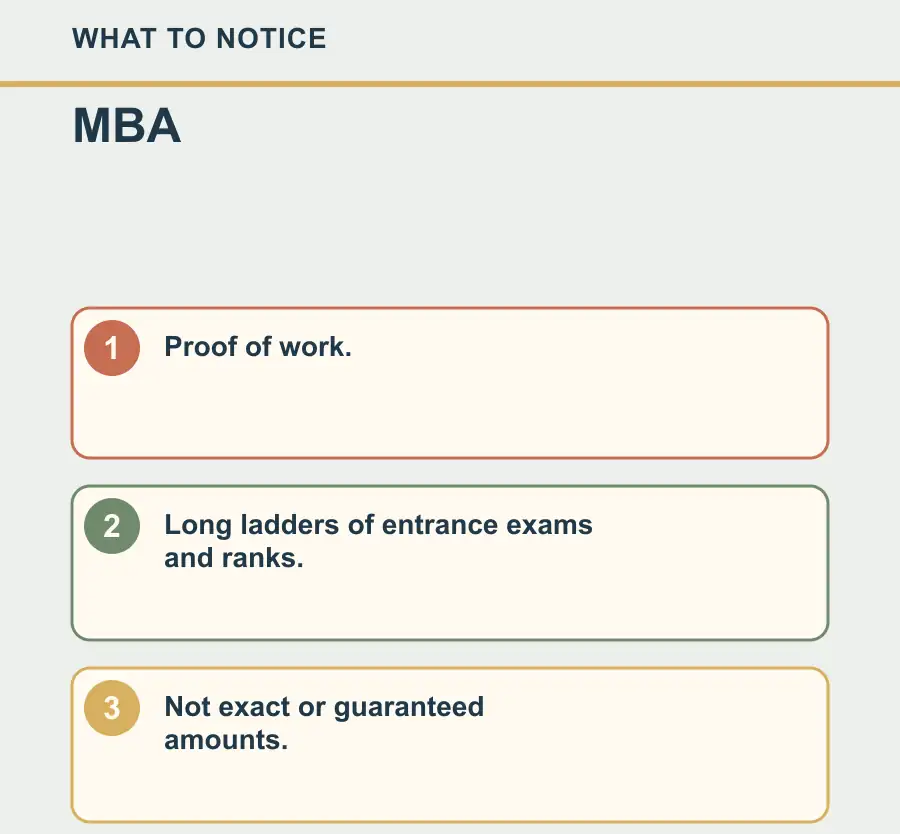 WHAT TO NOTICE
MBA
1
Proof of work.
2
Long ladders of entrance exams
and ranks.
3
Not exact or guaranteed
amounts.